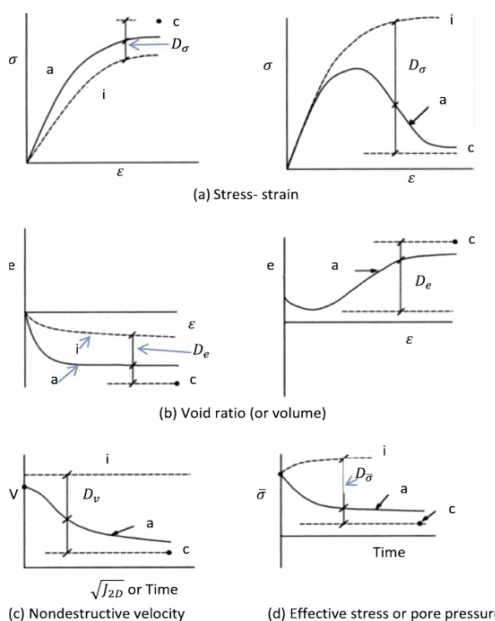 σ
a
i
c
D_σ
ε
σ
i
D_σ
a
c
ε
(a) Stress- strain
e
ε
i
a
D_e
c
e
a
c
D_e
ε
(b) Void ratio (or volume)
V
i
D_v
a
c
√J_2D or Time
(c) Nondestructive velocity
σ̄
i
D_σ̄
a
c
Time
(d) Effective stress or pore pressure